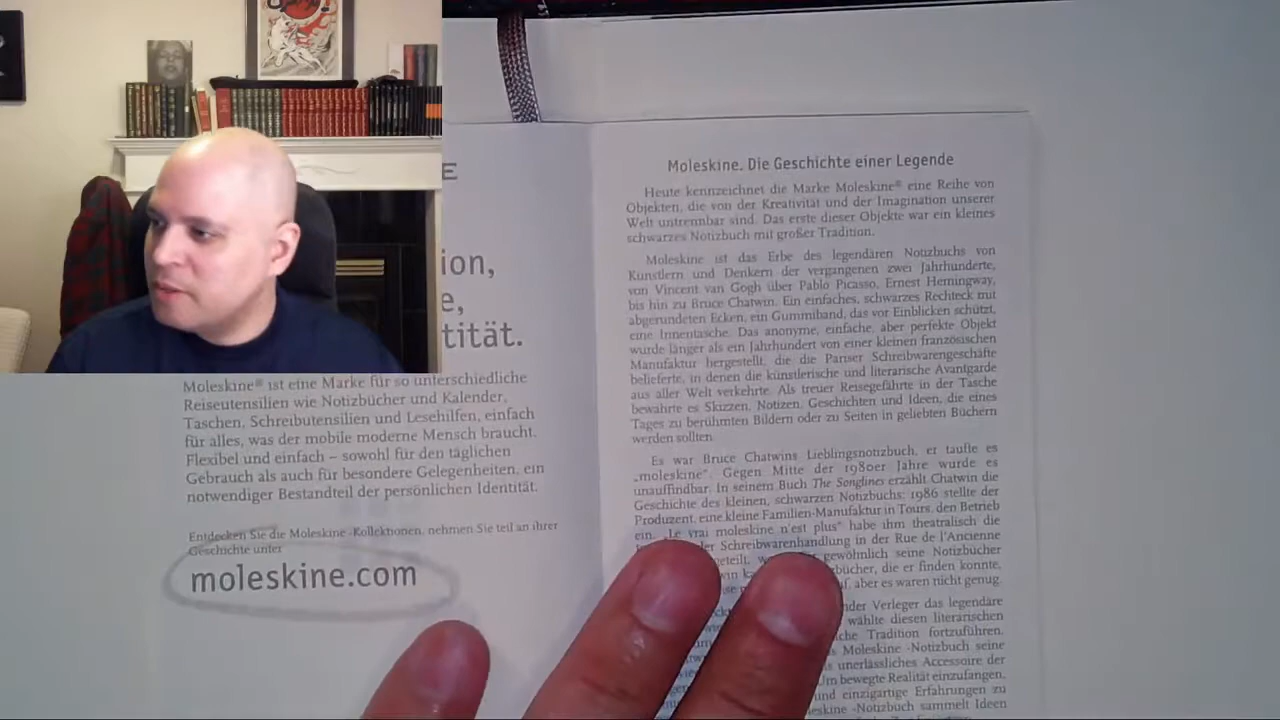 E
ion,
e,
tität.
Moleskine® ist eine Marke für so unterschiedliche
Reiseutensilien wie Notizbücher und Kalender,
Taschen, Schreibutensilien und Lesehilfen, einfach
für alles, was der mobile moderne Mensch braucht.
Flexibel und einfach – sowohl für den täglichen
Gebrauch als auch für besondere Gelegenheiten, ein
notwendiger Bestandteil der persönlichen Identität.
Entdecken Sie die Moleskine-Kollektionen, nehmen Sie teil an ihrer
Geschichte unter
moleskine.com
Moleskine. Die Geschichte einer Legende
Heute kennzeichnet die Marke Moleskine® eine Reihe von
Objekten, die von der Kreativität und der Imagination unserer
Welt untrennbar sind. Das erste dieser Objekte war ein kleines
schwarzes Notizbuch mit großer Tradition.
Moleskine ist das Erbe des legendären Notizbuchs von
Künstlern und Denkern der vergangenen zwei Jahrhunderte,
von Vincent van Gogh über Pablo Picasso, Ernest Hemingway,
bis hin zu Bruce Chatwin. Ein einfaches, schwarzes Rechteck mit
abgerundeten Ecken, ein Gummiband, das vor Einblicken schützt,
eine Innentasche. Das anonyme, einfache, aber perfekte Objekt
wurde länger als ein Jahrhundert von einer kleinen französischen
Manufaktur hergestellt, die die Pariser Schreibwarengeschäfte
belieferte, in denen die künstlerische und literarische Avantgarde
aus aller Welt verkehrte. Als treuer Reisegefährte in der Tasche
bewahrte es Skizzen, Notizen, Geschichten und Ideen, die eines
Tages zu berühmten Bildern oder zu Seiten in geliebten Büchern
werden sollten.
Es war Bruce Chatwins Lieblingsnotizbuch, er taufte es
„moleskine“. Gegen Mitte der 1980er Jahre wurde es
unauffindbar. In seinem Buch The Songlines erzählt Chatwin die
Geschichte des kleinen, schwarzen Notizbuchs: 1986 stellte der
Produzent, eine kleine Familien-Manufaktur in Tours, den Betrieb
ein. „Le vrai moleskine n'est plus“ habe ihm theatralisch die
der Schreibwarenhandlung in der Rue de l'Ancienne
geteilt, gewöhnlich seine Notizbücher
bücher, die er finden konnte,
auf, aber es waren nicht genug.
nder Verleger das legendäre
wählte diesen literarischen
che Tradition fortzuführen.
Moleskine-Notizbuch seine
unerlässliches Accessoire der
Um bewegte Realität einzufangen,
und einzigartige Erfahrungen zu
leskine-Notizbuch sammelt Ideen